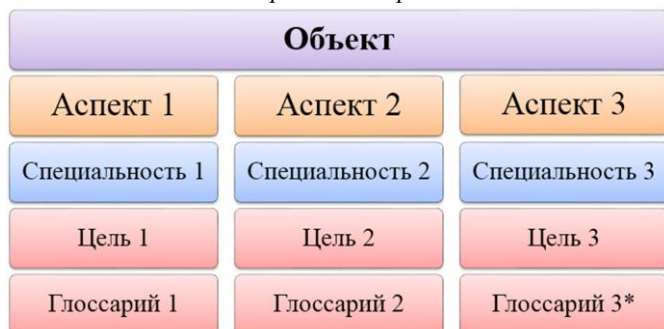 Объект
Аспект 1 Аспект 2 Аспект 3
Специальность 1 Специальность 2 Специальность 3
Цель 1 Цель 2 Цель 3
Глоссарий 1 Глоссарий 2 Глоссарий 3*